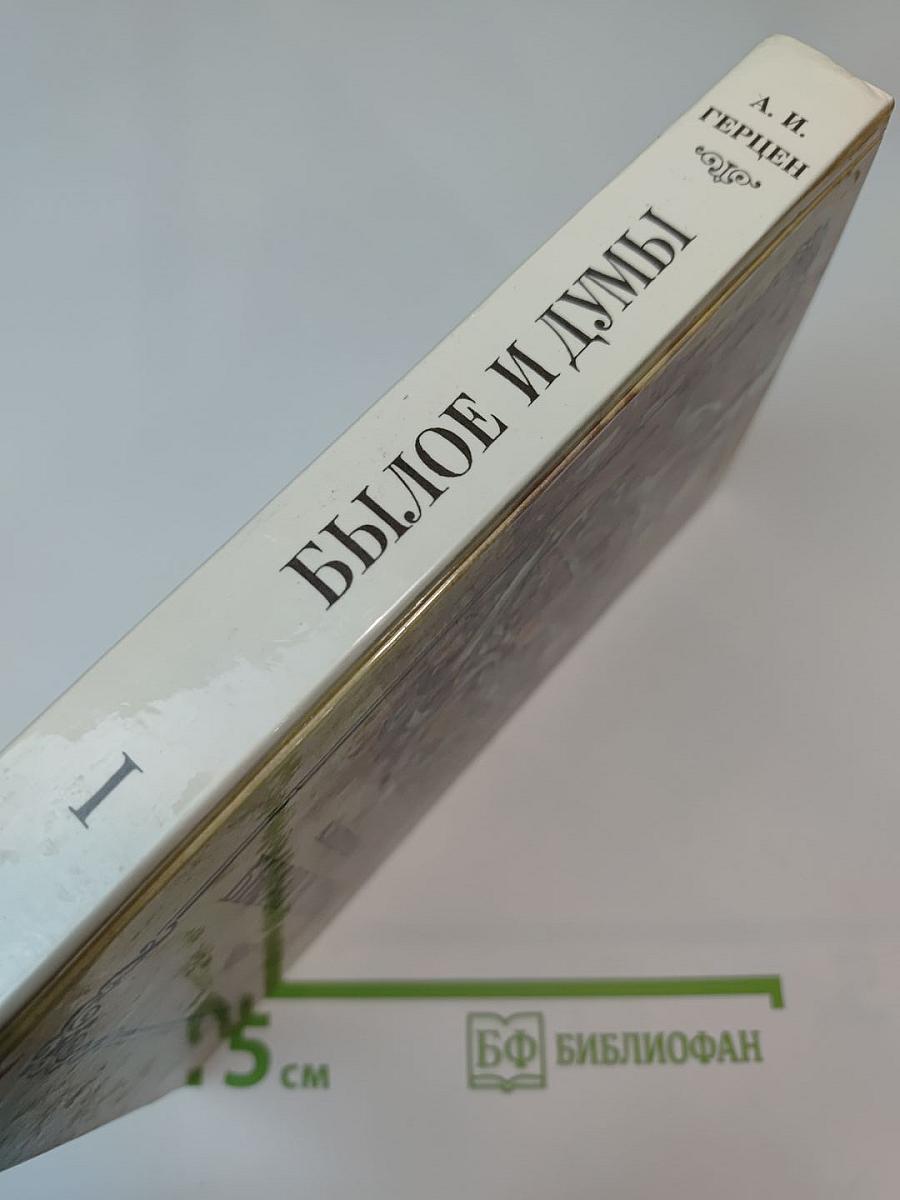 А. И.
ГЕРЦЕН
БЫЛОЕ И ДУМЫ
I
см
БФ БИБЛИОФАН